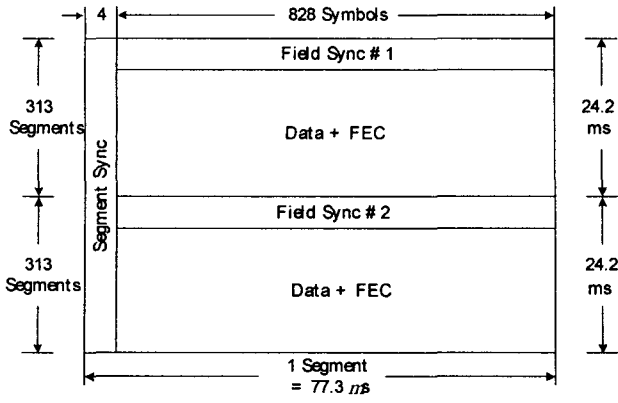 4
828 Symbols
Field Sync # 1
313
Segments
Data + FEC
24.2
ms
Segment Sync
Field Sync # 2
313
Segments
Data + FEC
24.2
ms
1 Segment
= 77.3 ms